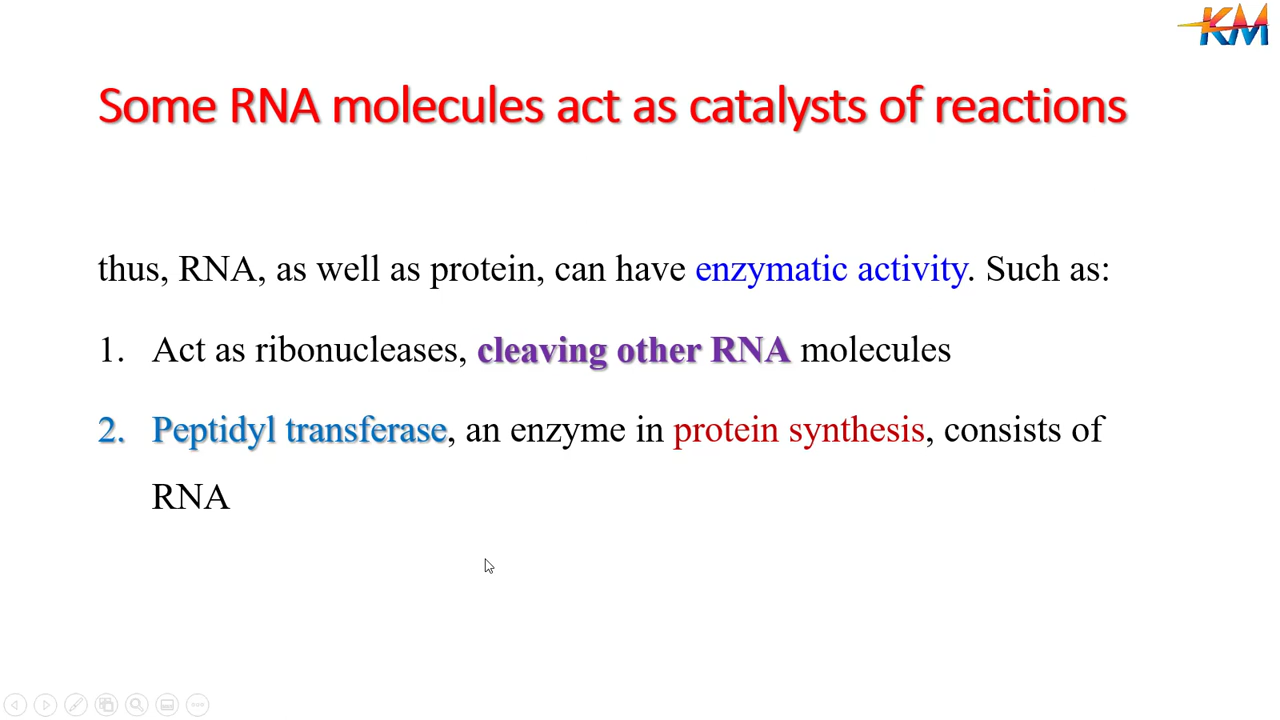 KM
Some RNA molecules act as catalysts of reactions
thus, RNA, as well as protein, can have enzymatic activity. Such as:
1. Act as ribonucleases, cleaving other RNA molecules
2. Peptidyl transferase, an enzyme in protein synthesis, consists of
RNA